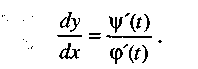 dy/dx = ψ′(t)/φ′(t).